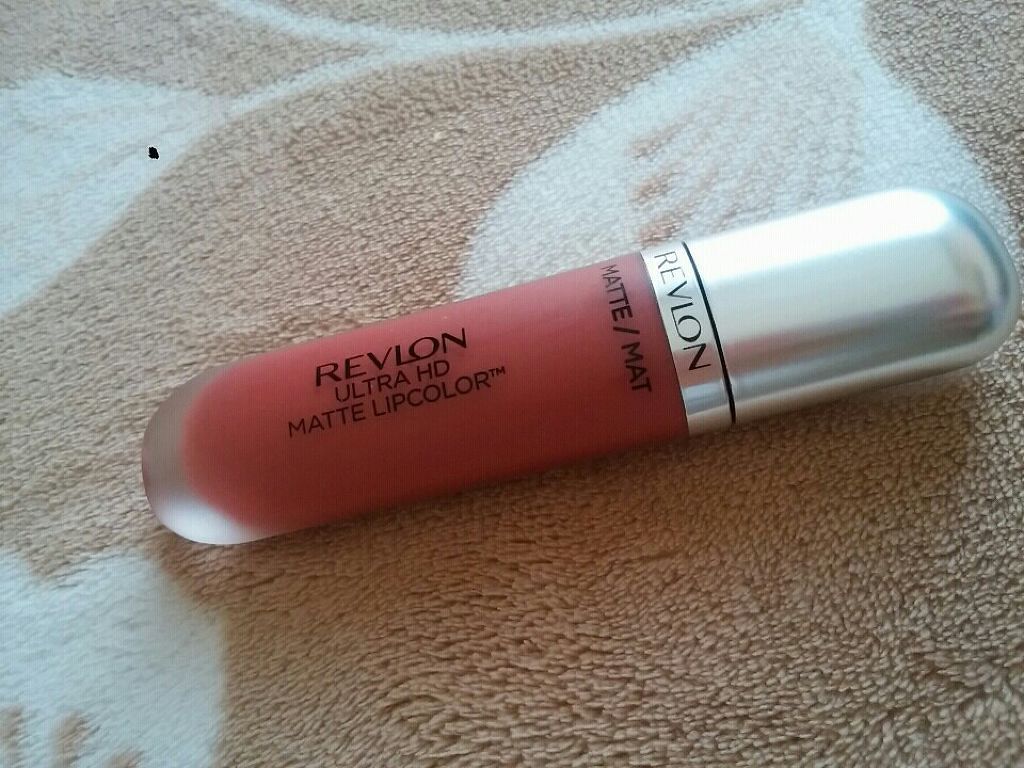 REVLON
ULTRA HD
MATTE LIPCOLOR™
MATTE / MAT
REVLON